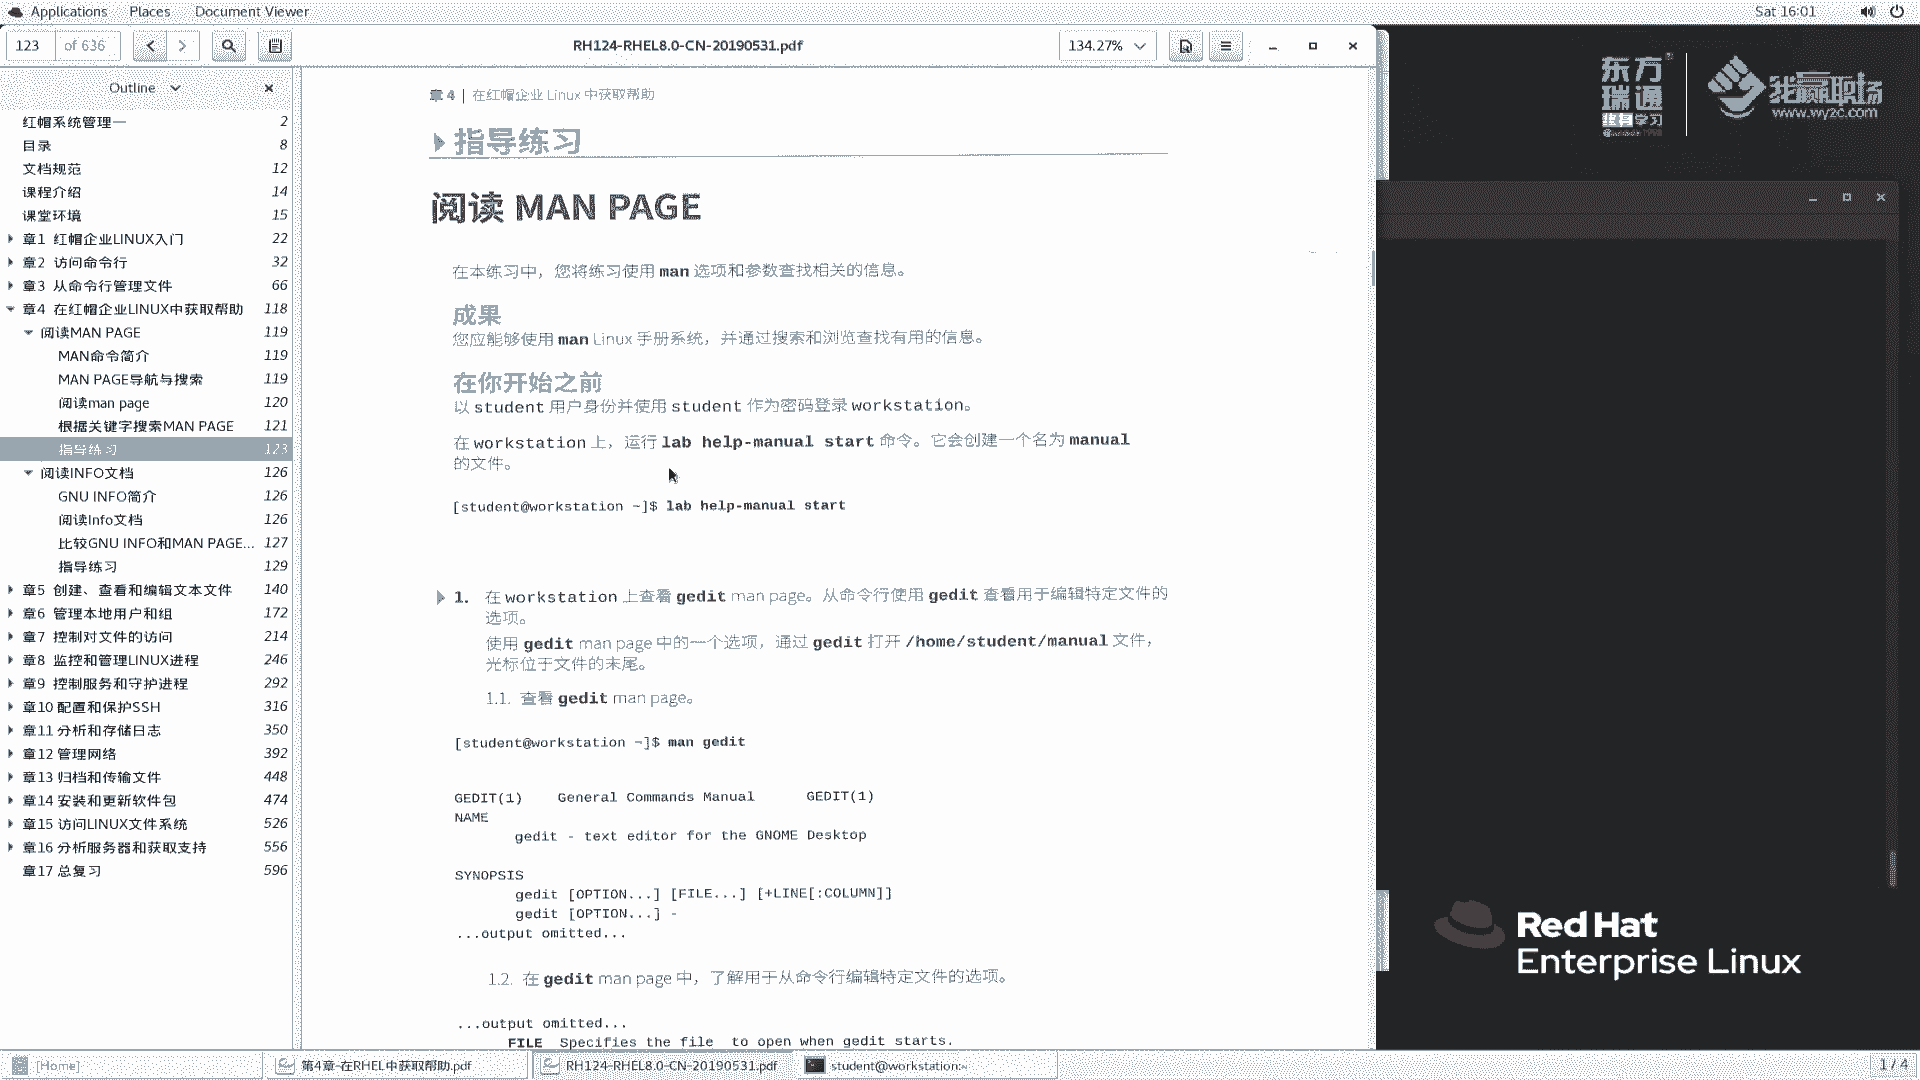 Applications Places Document Viewer Sat 16:01
123 of 636 RH124-RHEL8.0-CN-20190531.pdf 134.27%
Outline
红帽系统管理一 2
目录 8
文档规范 12
课程介绍 14
课堂环境 15
章1 红帽企业LINUX入门 22
章2 访问命令行 32
章3 从命令行管理文件 66
章4 在红帽企业LINUX中获取帮助 118
阅读MAN PAGE 119
MAN命令简介 119
MAN PAGE导航与搜索 119
阅读man page 120
根据关键字搜索MAN PAGE 121
指导练习 123
阅读INFO文档 126
GNU INFO简介 126
阅读Info文档 126
比较GNU INFO和MAN PAGE... 127
指导练习 129
章5 创建、查看和编辑文本文件 140
章6 管理本地用户和组 172
章7 控制对文件的访问 214
章8 监控和管理LINUX进程 246
章9 控制服务和守护进程 292
章10 配置和保护SSH 316
章11 分析和存储日志 350
章12 管理网络 392
章13 归档和传输文件 448
章14 安装和更新软件包 474
章15 访问LINUX文件系统 526
章16 分析服务器和获取支持 556
章17 总复习 596
章 4 | 在红帽企业 Linux 中获取帮助
指导练习
阅读 MAN PAGE
在本练习中，您将练习使用 man 选项和参数查找相关的信息。
成果
您应能够使用 man Linux 手册系统，并通过搜索和浏览查找有用的信息。
在你开始之前
以 student 用户身份并使用 student 作为密码登录 workstation。
在 workstation 上，运行 lab help-manual start 命令。它会创建一个名为 manual
的文件。
[student@workstation ~]$ lab help-manual start
1. 在 workstation 上查看 gedit man page。从命令行使用 gedit 查看用于编辑特定文件的
选项。
使用 gedit man page 中的一个选项，通过 gedit 打开 /home/student/manual 文件，
光标位于文件的末尾。
1.1. 查看 gedit man page。
[student@workstation ~]$ man gedit
GEDIT(1) General Commands Manual GEDIT(1)
NAME
gedit - text editor for the GNOME Desktop
SYNOPSIS
gedit [OPTION...] [FILE...] [+LINE[:COLUMN]]
gedit [OPTION...] -
...output omitted...
1.2. 在 gedit man page 中，了解用于从命令行编辑特定文件的选项。
...output omitted...
FILE Specifies the file to open when gedit starts.
东方
瑞通
终身学习
我赢职场
www.wyzc.com
Red Hat
Enterprise Linux
[Home] 第4章-在RHEL中获取帮助.pdf RH124-RHEL8.0-CN-20190531.pdf student@workstation:~ 1 / 4